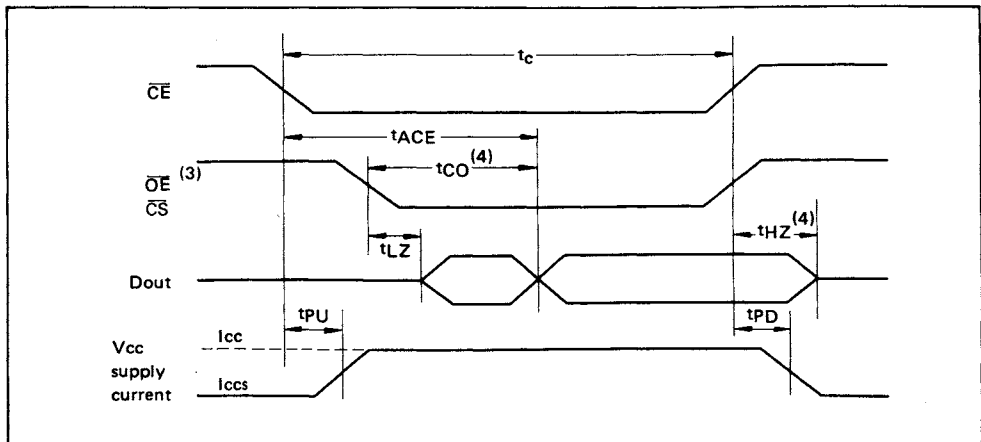 tC
CE
tACE
tCO (4)
OE (3)
CS
tHZ (4)
tLZ
Dout
tPU
tPD
Icc
Vcc
supply
Iccs
current